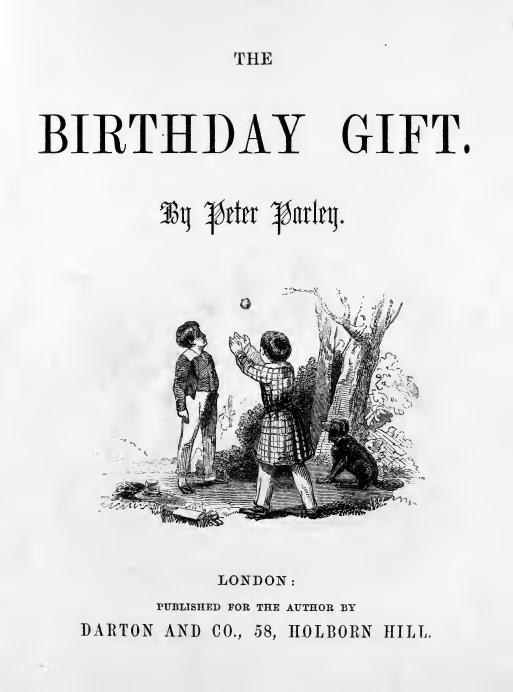 THE
BIRTHDAY GIFT.
By Peter Parley.
LONDON:
PUBLISHED FOR THE AUTHOR BY
DARTON AND CO., 58, HOLBORN HILL.